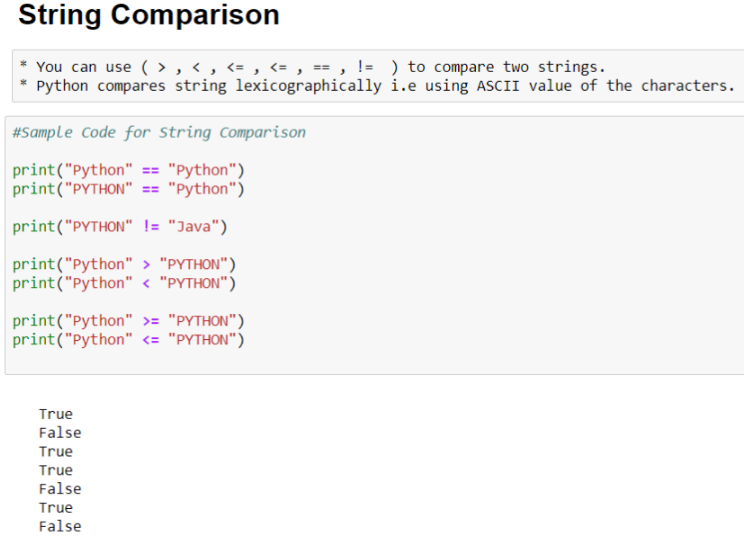 String Comparison
* You can use ( > , < , <= , <= , == , != ) to compare two strings.
* Python compares string lexicographically i.e using ASCII value of the characters.
#Sample Code for String Comparison
print("Python" == "Python")
print("PYTHON" == "Python")
print("PYTHON" != "Java")
print("Python" > "PYTHON")
print("Python" < "PYTHON")
print("Python" >= "PYTHON")
print("Python" <= "PYTHON")
True
False
True
True
False
True
False